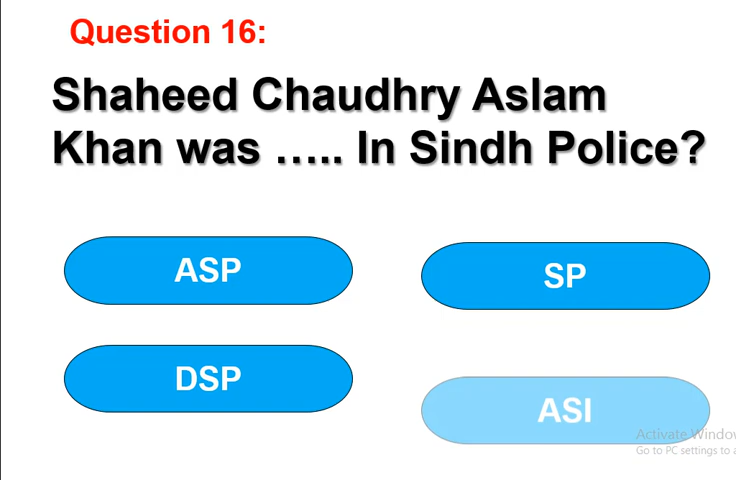 Question 16:
Shaheed Chaudhry Aslam
Khan was ….. In Sindh Police?
ASP
SP
DSP
ASI
Activate Window
Go to PC settings to a